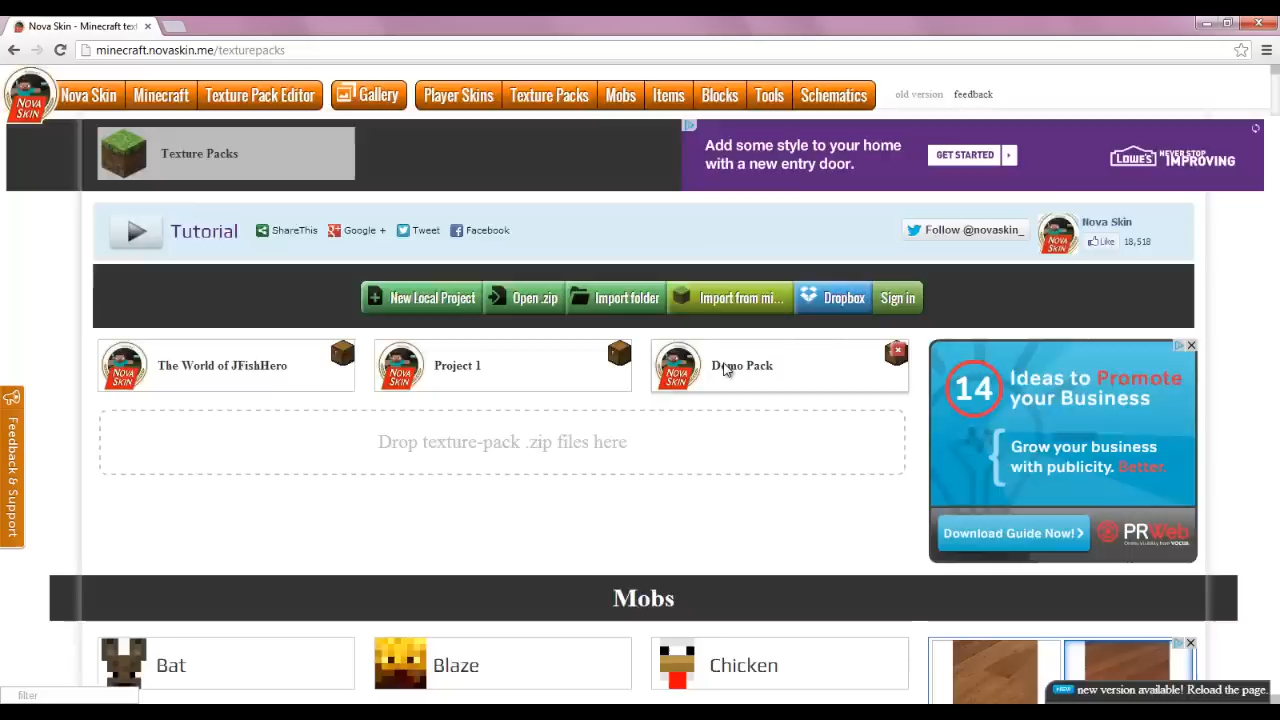 Nova Skin - Minecraft tex
minecraft.novaskin.me/texturepacks
NOVA SKIN
Nova Skin
Minecraft
Texture Pack Editor
Gallery
Player Skins
Texture Packs
Mobs
Items
Blocks
Tools
Schematics
old version
feedback
Texture Packs
Add some style to your home
with a new entry door.
GET STARTED
LOWE'S
NEVER STOP
IMPROVING
Tutorial
ShareThis
Google +
Tweet
Facebook
Follow @novaskin_
Nova Skin
Like
18,518
New Local Project
Open .zip
Import folder
Import from mi...
Dropbox
Sign in
The World of JFishHero
Project 1
Demo Pack
Drop texture-pack .zip files here
14
Ideas to Promote
your Business
Grow your business
with publicity. Better.
Download Guide Now!
PRWeb
Feedback & Support
Mobs
Bat
Blaze
Chicken
filter
NEW
new version available! Reload the page.